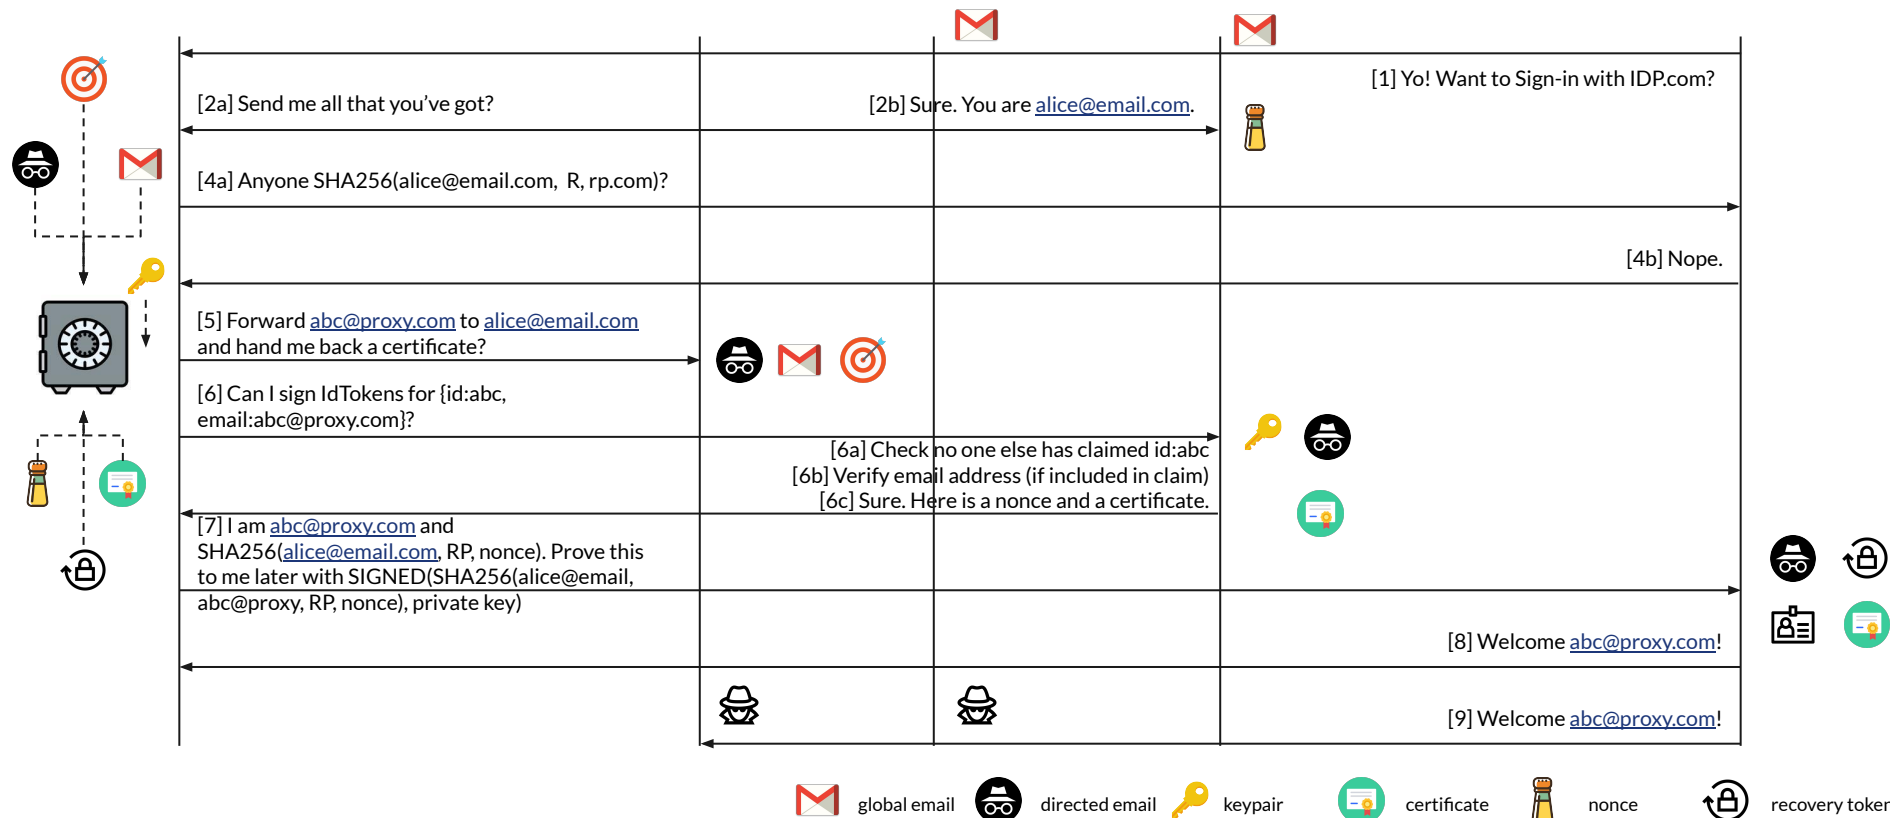 [1] Yo! Want to Sign-in with IDP.com?
[2a] Send me all that you've got?
[2b] Sure. You are alice@email.com.
[4a] Anyone SHA256(alice@email.com, R, rp.com)?
[4b] Nope.
[5] Forward abc@proxy.com to alice@email.com
and hand me back a certificate?
[6] Can I sign IdTokens for {id:abc,
email:abc@proxy.com}?
[6a] Check no one else has claimed id:abc
[6b] Verify email address (if included in claim)
[6c] Sure. Here is a nonce and a certificate.
[7] I am abc@proxy.com and
SHA256(alice@email.com, RP, nonce). Prove this
to me later with SIGNED(SHA256(alice@email,
abc@proxy, RP, nonce), private key)
[8] Welcome abc@proxy.com!
[9] Welcome abc@proxy.com!
global email
directed email
keypair
certificate
nonce
recovery token